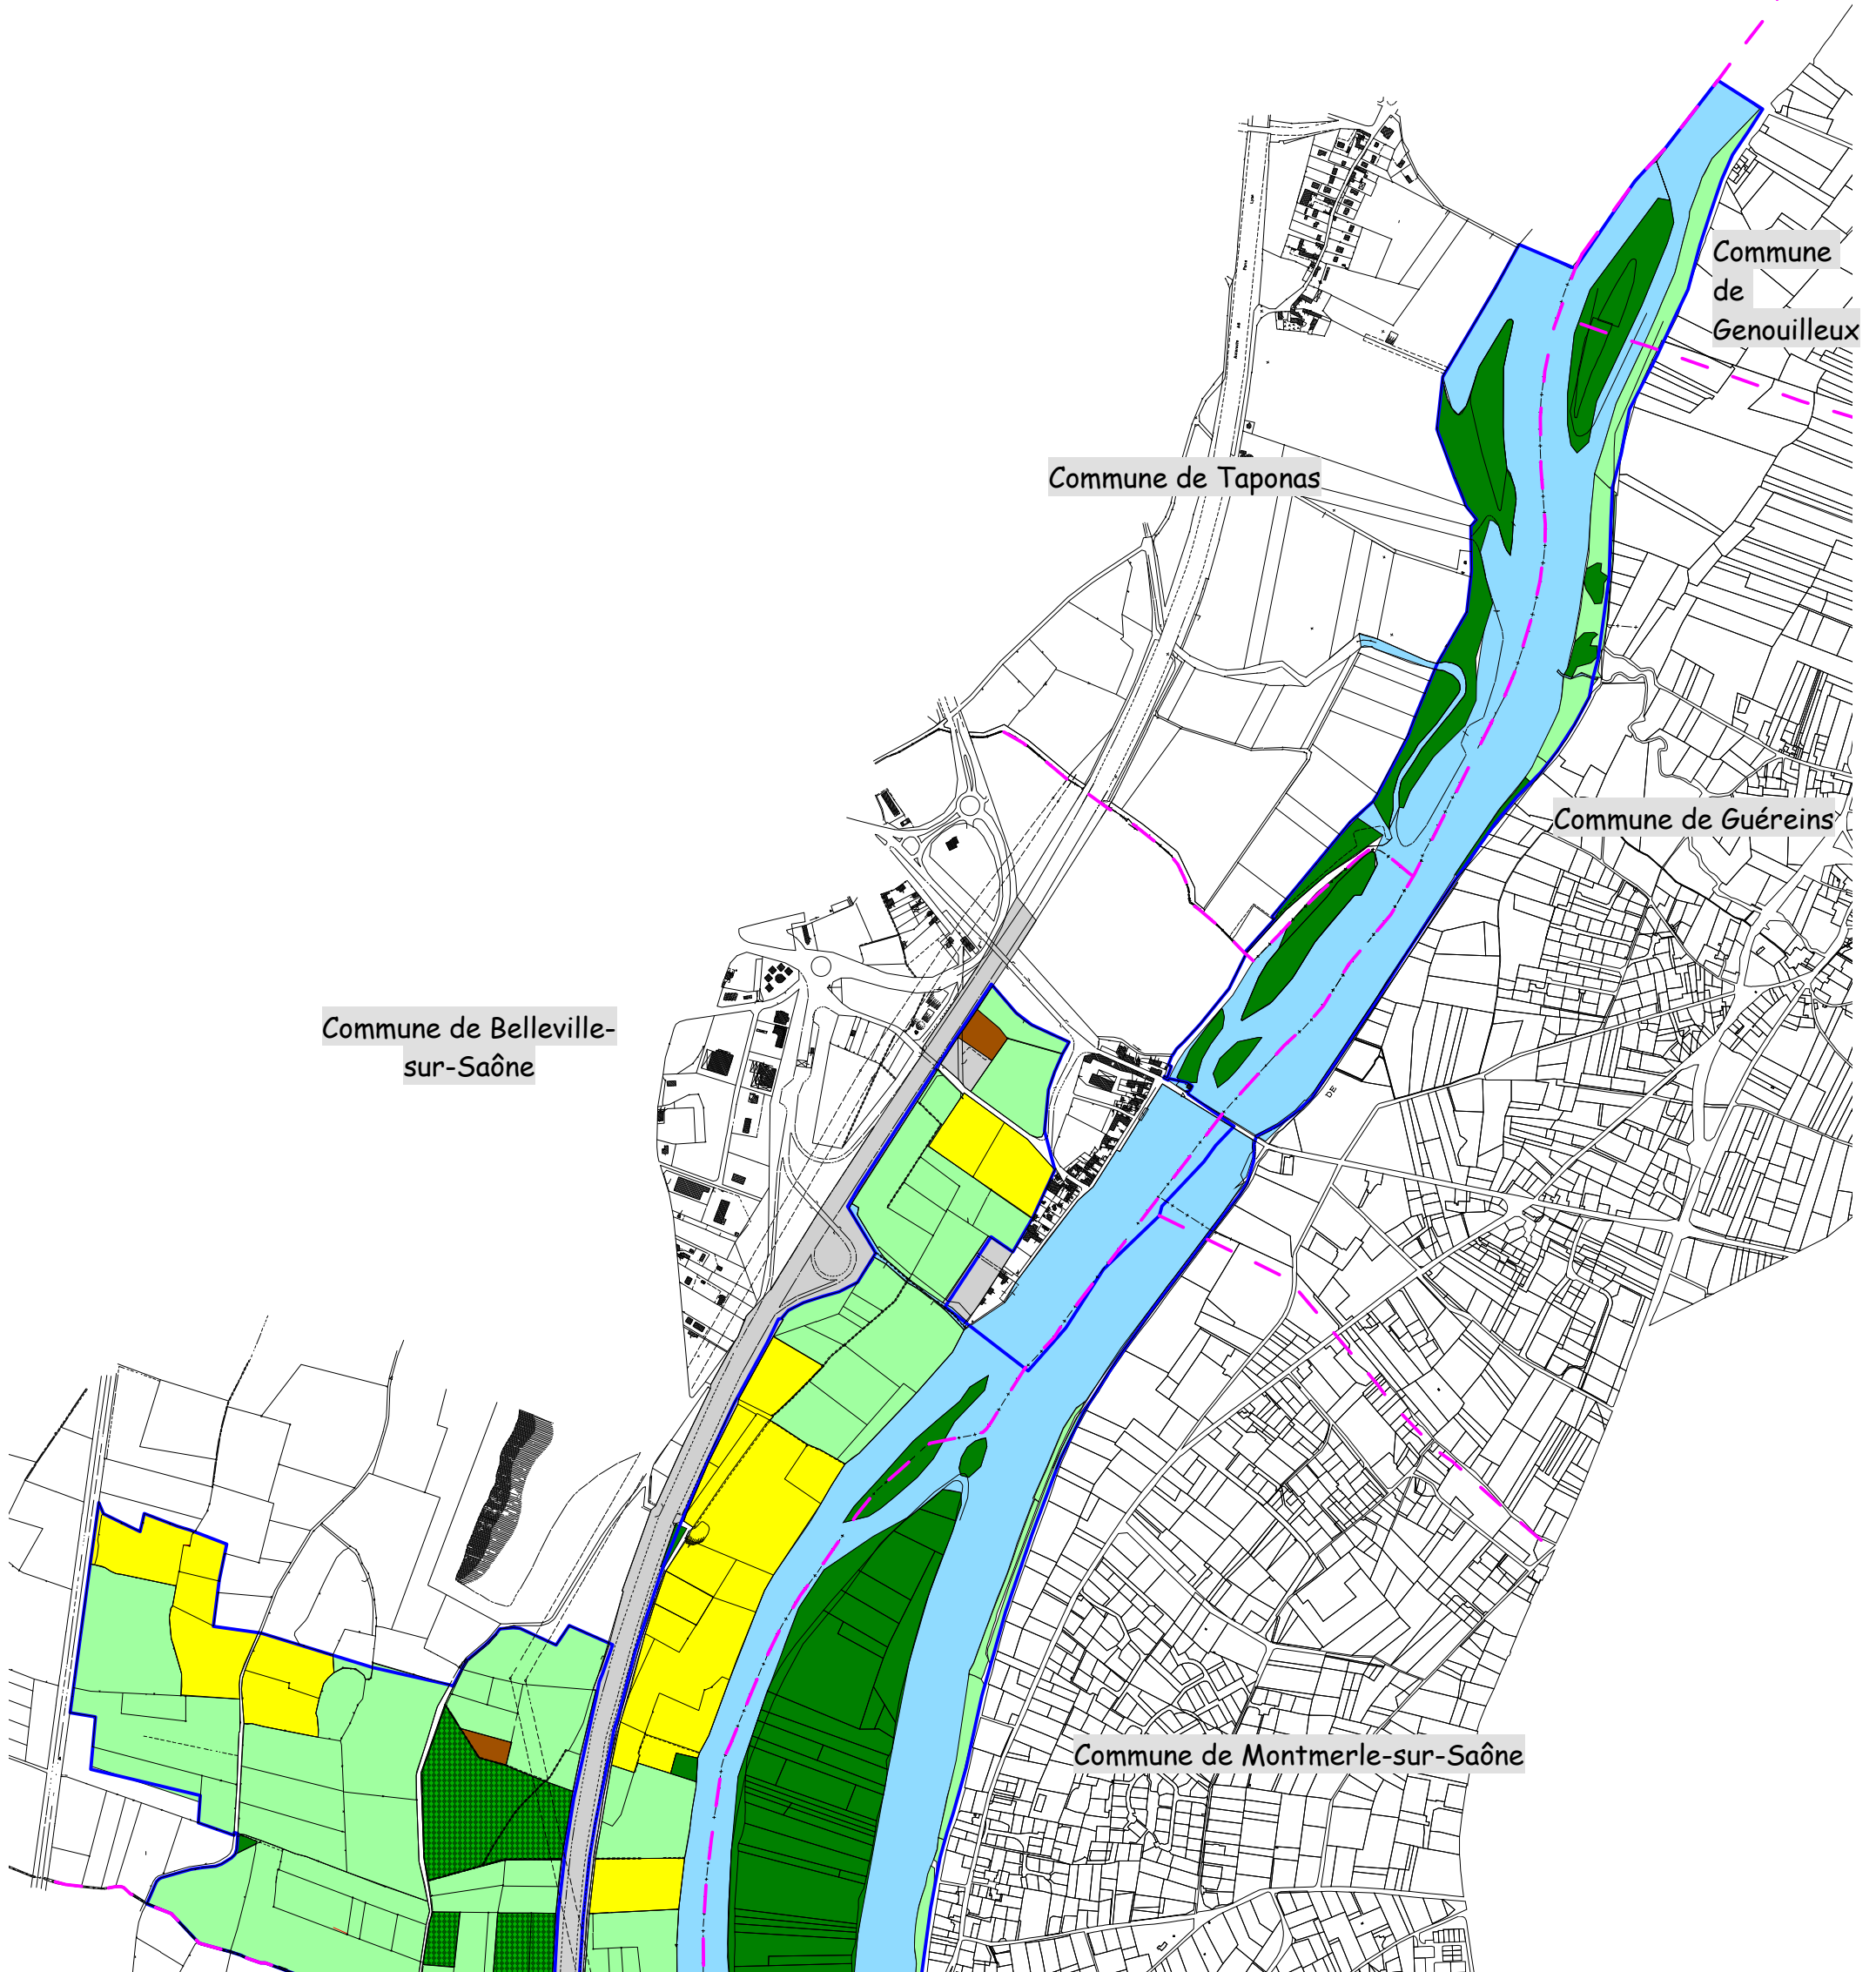 Commune
de
Genouilleux
Commune de Taponas
Commune de Guéreins
Commune de Belleville-
sur-Saône
DE
Commune de Montmerle-sur-Saône